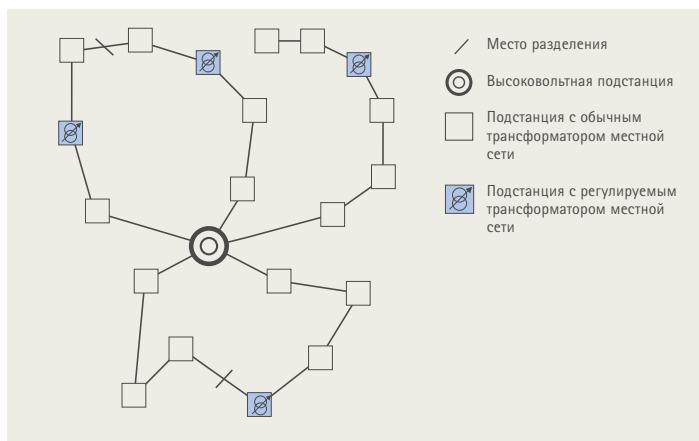 Место разделения
Высоковольтная подстанция
Подстанция с обычным
трансформатором местной
сети
Подстанция с регулируемым
трансформатором местной
сети